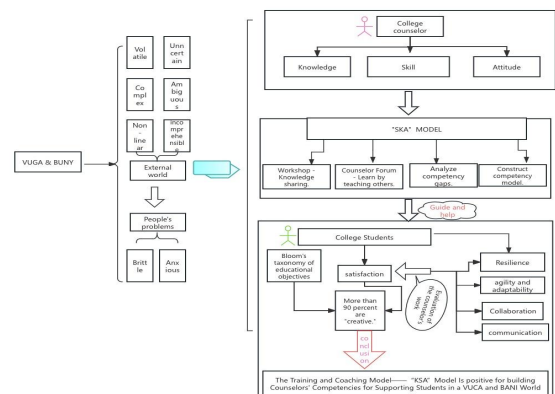 College
counselor
Knowledge
Skill
Attitude
Vol
atile
Unn
cert
ain
Co
mpl
ex
Am
big
uou
s
Non
-
line
ar
Inco
mpr
ehe
nsibl
e
VUGA & BUNY
External
world
People's
problems
Britt
le
Anx
ious
"SKA" MODEL
Workshop -
Knowledge
sharing.
Counselor Forum
- Learn by
teaching others.
Analyze
competency
gaps.
Construct
competency
model.
Guide and
help
College Students
Bloom's
taxonomy of
educational
objectives
satisfaction
More than
90 percent
are
"creative."
Evaluation of
the counselor's
work
Resilience
agility and
adaptability
Collaboration
communication
co
ncl
usi
on
The Training and Coaching Model—— "KSA" Model Is positive for building
Counselors' Competencies for Supporting Students in a VUCA and BANI World